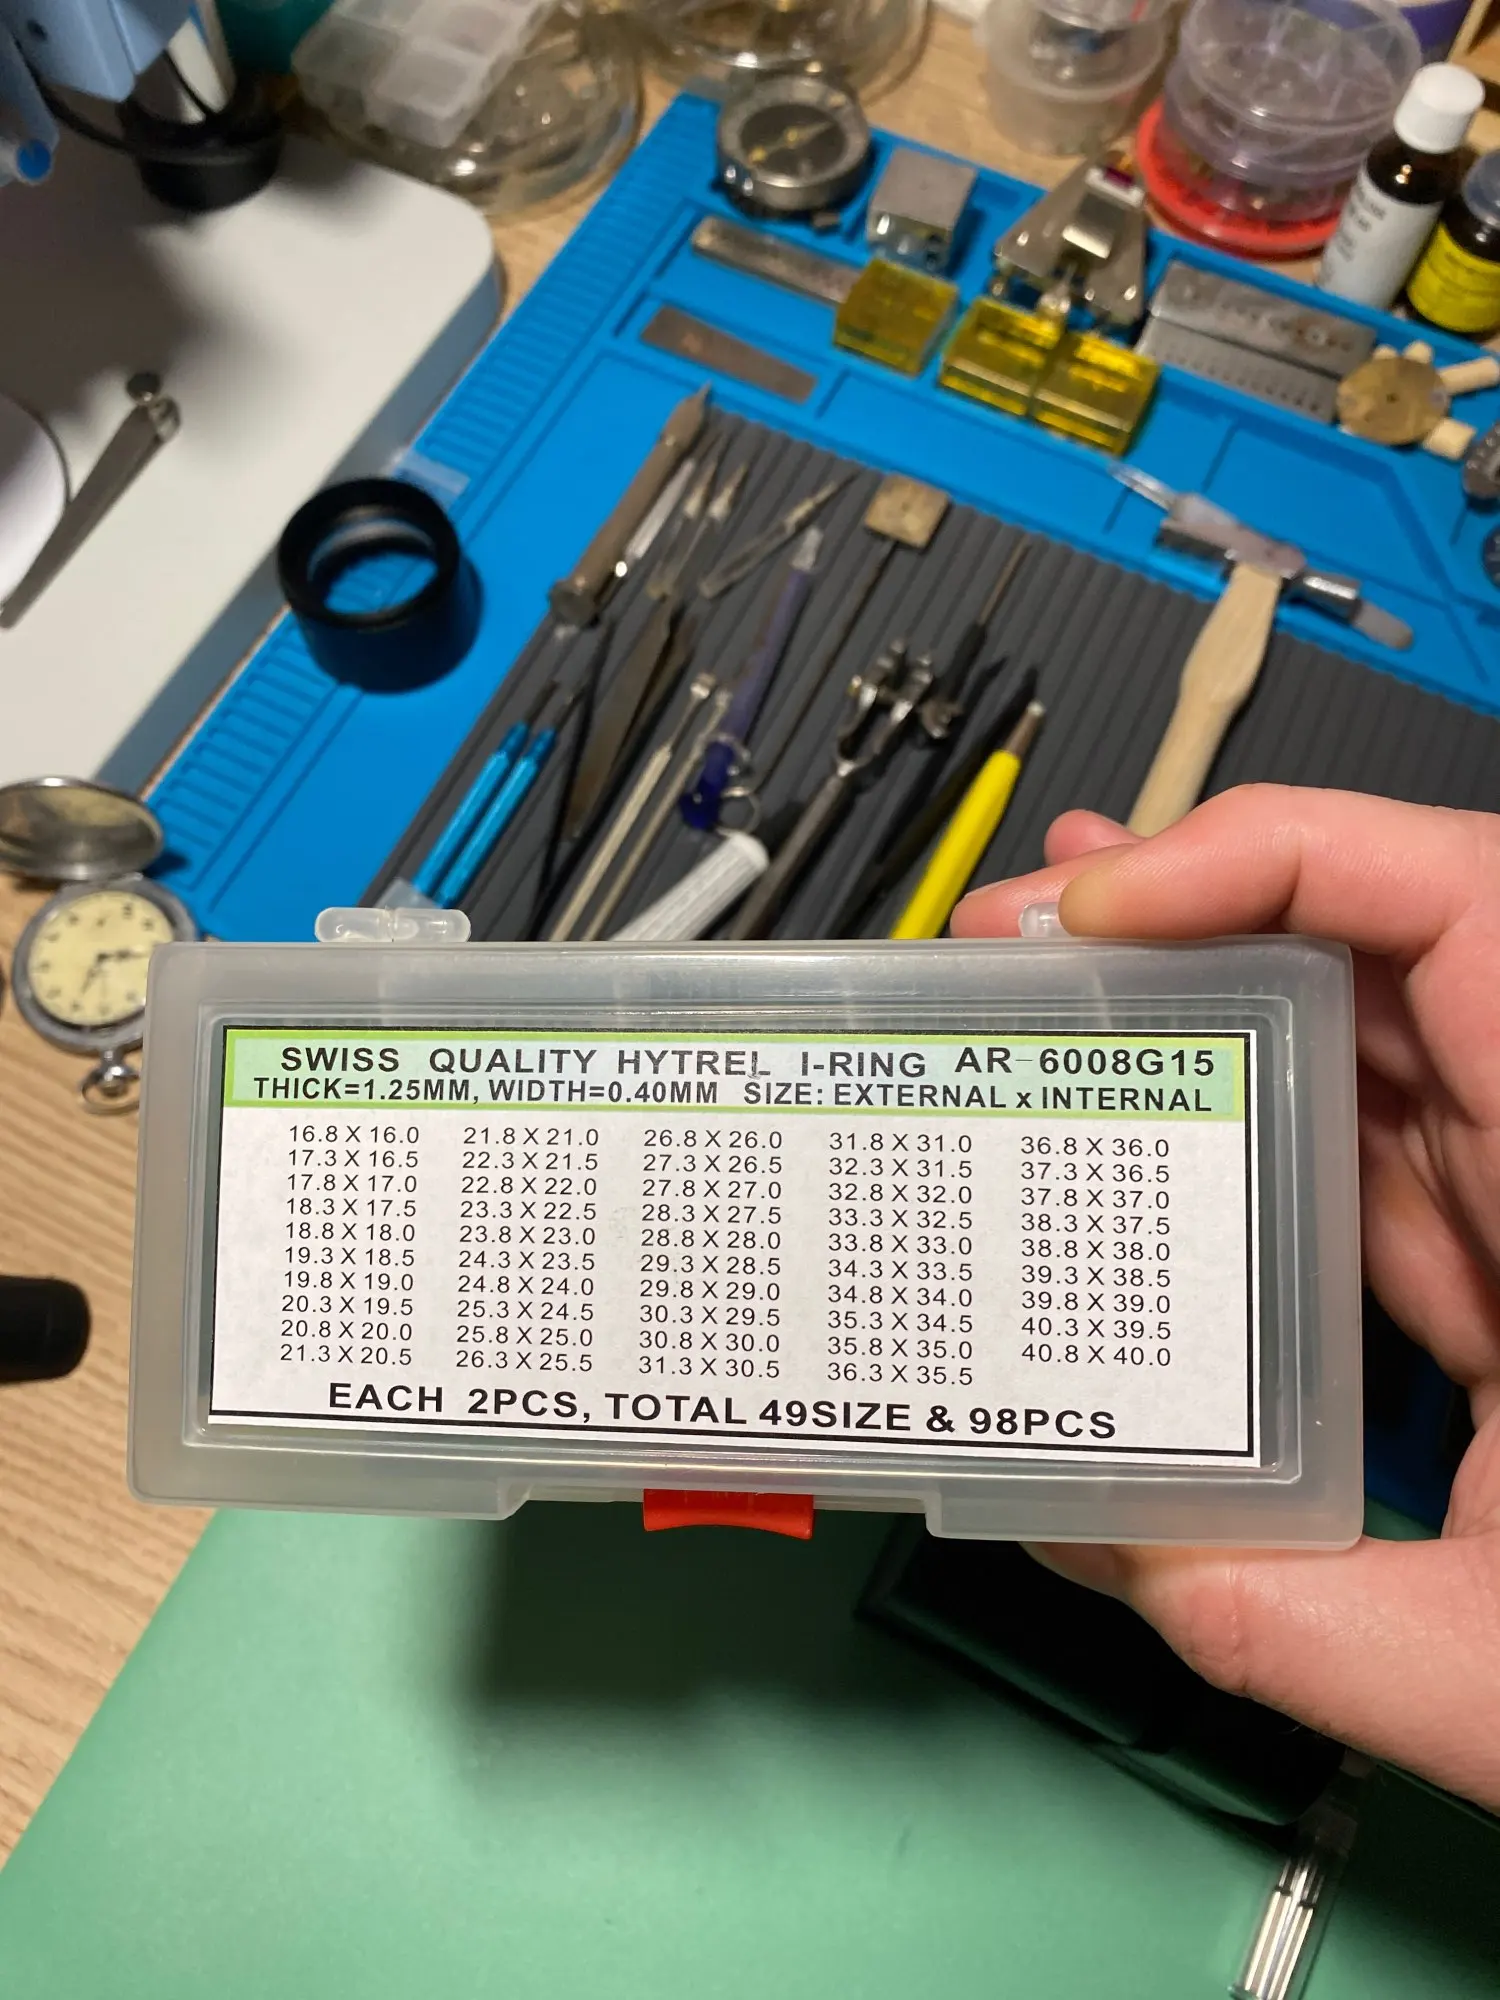 SWISS QUALITY HYTREL I-RING AR-6008G15
THICK=1.25MM, WIDTH=0.40MM SIZE: EXTERNAL x INTERNAL
16.8 X 16.0 21.8 X 21.0 26.8 X 26.0 31.8 X 31.0 36.8 X 36.0
17.3 X 16.5 22.3 X 21.5 27.3 X 26.5 32.3 X 31.5 37.3 X 36.5
17.8 X 17.0 22.8 X 22.0 27.8 X 27.0 32.8 X 32.0 37.8 X 37.0
18.3 X 17.5 23.3 X 22.5 28.3 X 27.5 33.3 X 32.5 38.3 X 37.5
18.8 X 18.0 23.8 X 23.0 28.8 X 28.0 33.8 X 33.0 38.8 X 38.0
19.3 X 18.5 24.3 X 23.5 29.3 X 28.5 34.3 X 33.5 39.3 X 38.5
19.8 X 19.0 24.8 X 24.0 29.8 X 29.0 34.8 X 34.0 39.8 X 39.0
20.3 X 19.5 25.3 X 24.5 30.3 X 29.5 35.3 X 34.5 40.3 X 39.5
20.8 X 20.0 25.8 X 25.0 30.8 X 30.0 35.8 X 35.0 40.8 X 40.0
21.3 X 20.5 26.3 X 25.5 31.3 X 30.5 36.3 X 35.5
EACH 2PCS, TOTAL 49SIZE & 98PCS